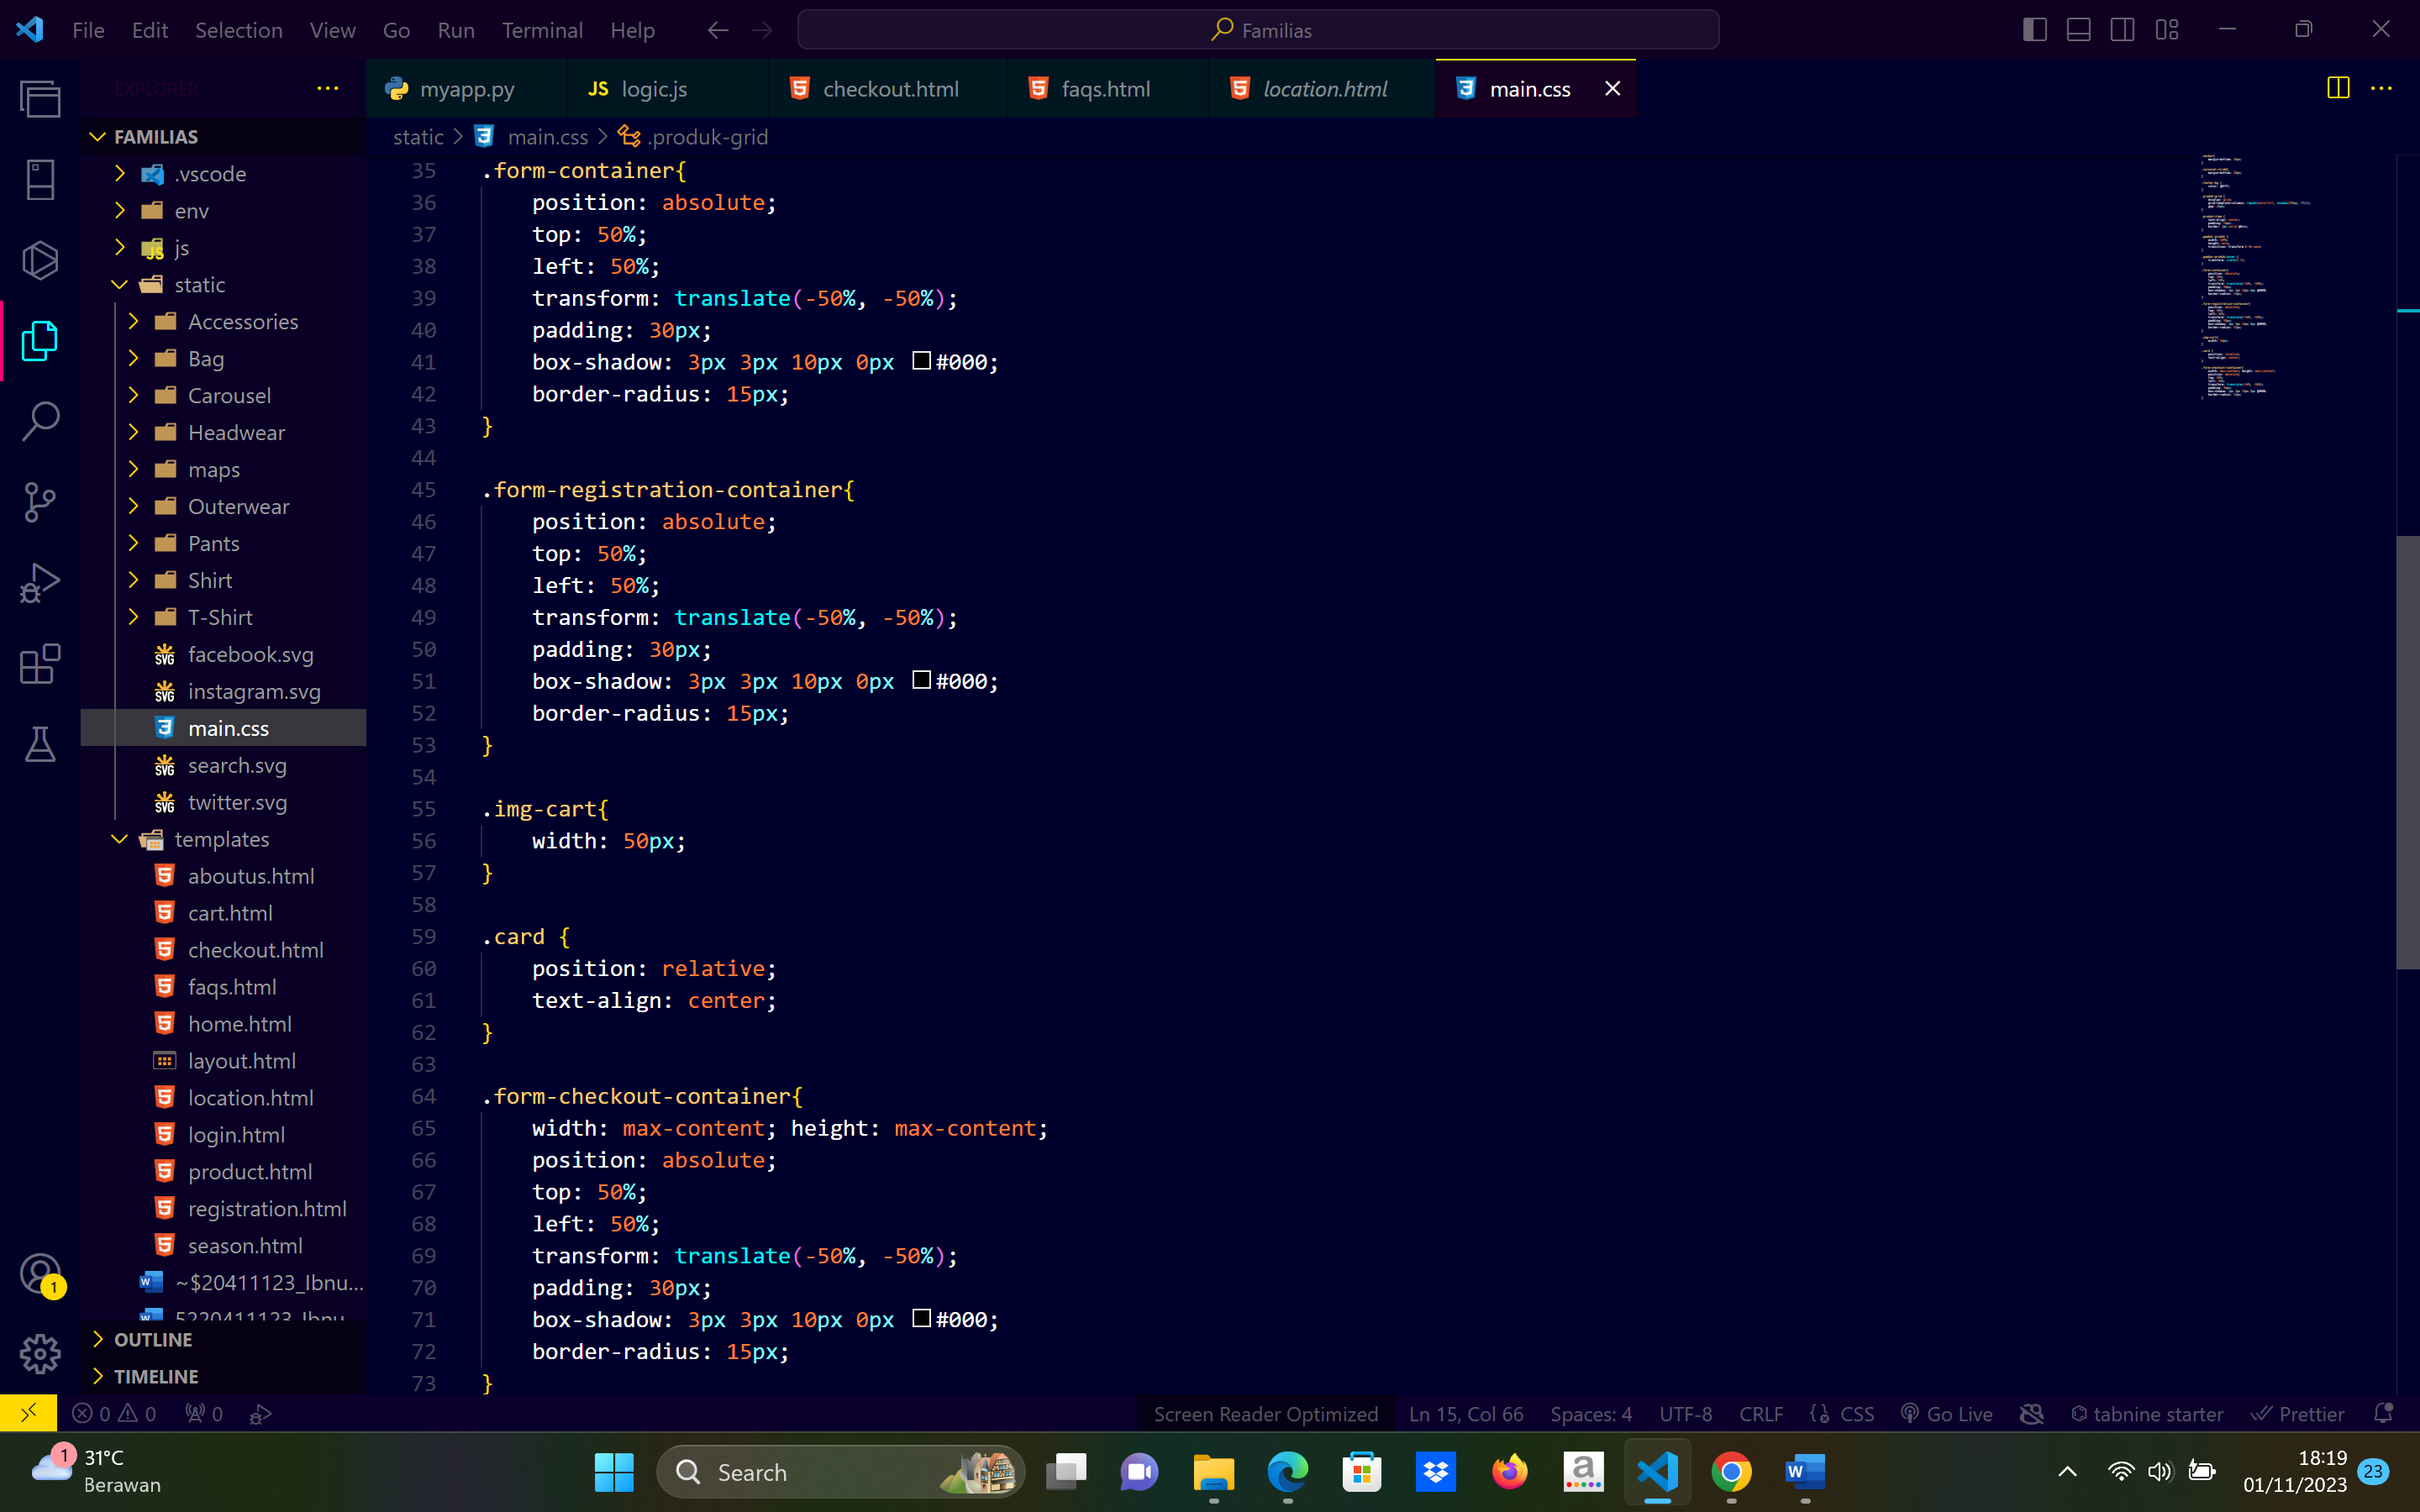 File Edit Selection View Go Run Terminal Help
Familias
EXPLORER
myapp.py
JS logic.js
checkout.html
faqs.html
location.html
main.css
static > main.css > .produk-grid
FAMILIAS
.vscode
env
js
static
Accessories
Bag
Carousel
Headwear
maps
Outerwear
Pants
Shirt
T-Shirt
facebook.svg
instagram.svg
main.css
search.svg
twitter.svg
templates
aboutus.html
cart.html
checkout.html
faqs.html
home.html
layout.html
location.html
login.html
product.html
registration.html
season.html
~$20411123_Ibnu...
5220411123_Ibnu
OUTLINE
TIMELINE
35 .form-container{
36 position: absolute;
37 top: 50%;
38 left: 50%;
39 transform: translate(-50%, -50%);
40 padding: 30px;
41 box-shadow: 3px 3px 10px 0px #000;
42 border-radius: 15px;
43 }
44
45 .form-registration-container{
46 position: absolute;
47 top: 50%;
48 left: 50%;
49 transform: translate(-50%, -50%);
50 padding: 30px;
51 box-shadow: 3px 3px 10px 0px #000;
52 border-radius: 15px;
53 }
54
55 .img-cart{
56 width: 50px;
57 }
58
59 .card {
60 position: relative;
61 text-align: center;
62 }
63
64 .form-checkout-container{
65 width: max-content; height: max-content;
66 position: absolute;
67 top: 50%;
68 left: 50%;
69 transform: translate(-50%, -50%);
70 padding: 30px;
71 box-shadow: 3px 3px 10px 0px #000;
72 border-radius: 15px;
73 }
1
0 0 0 Screen Reader Optimized Ln 15, Col 66 Spaces: 4 UTF-8 CRLF {} CSS Go Live tabnine starter Prettier
1 31°C
Berawan
Search
18:19
01/11/2023
23